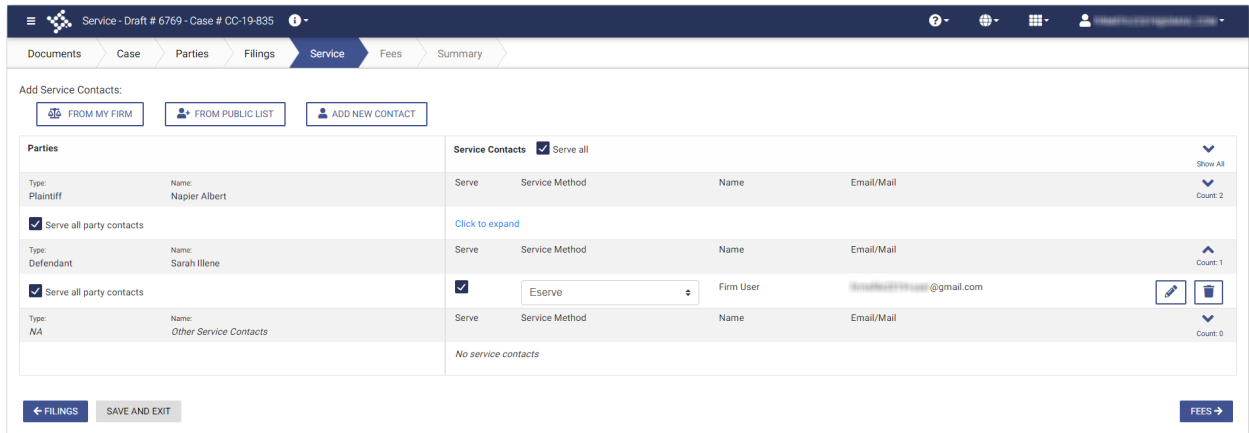 Service - Draft # 6769 - Case # CC-19-835
Documents Case Parties Filings Service Fees Summary
Add Service Contacts:
FROM MY FIRM FROM PUBLIC LIST ADD NEW CONTACT
Parties Service Contacts Serve all
Show All
Type: Name: Serve Service Method Name Email/Mail
Plaintiff Napier Albert Count: 2
Serve all party contacts Click to expand
Type: Name: Serve Service Method Name Email/Mail
Defendant Sarah Illene Count: 1
Serve all party contacts Eserve Firm User @gmail.com
Type: Name: Serve Service Method Name Email/Mail
NA Other Service Contacts Count: 0
No service contacts
FILINGS SAVE AND EXIT FEES